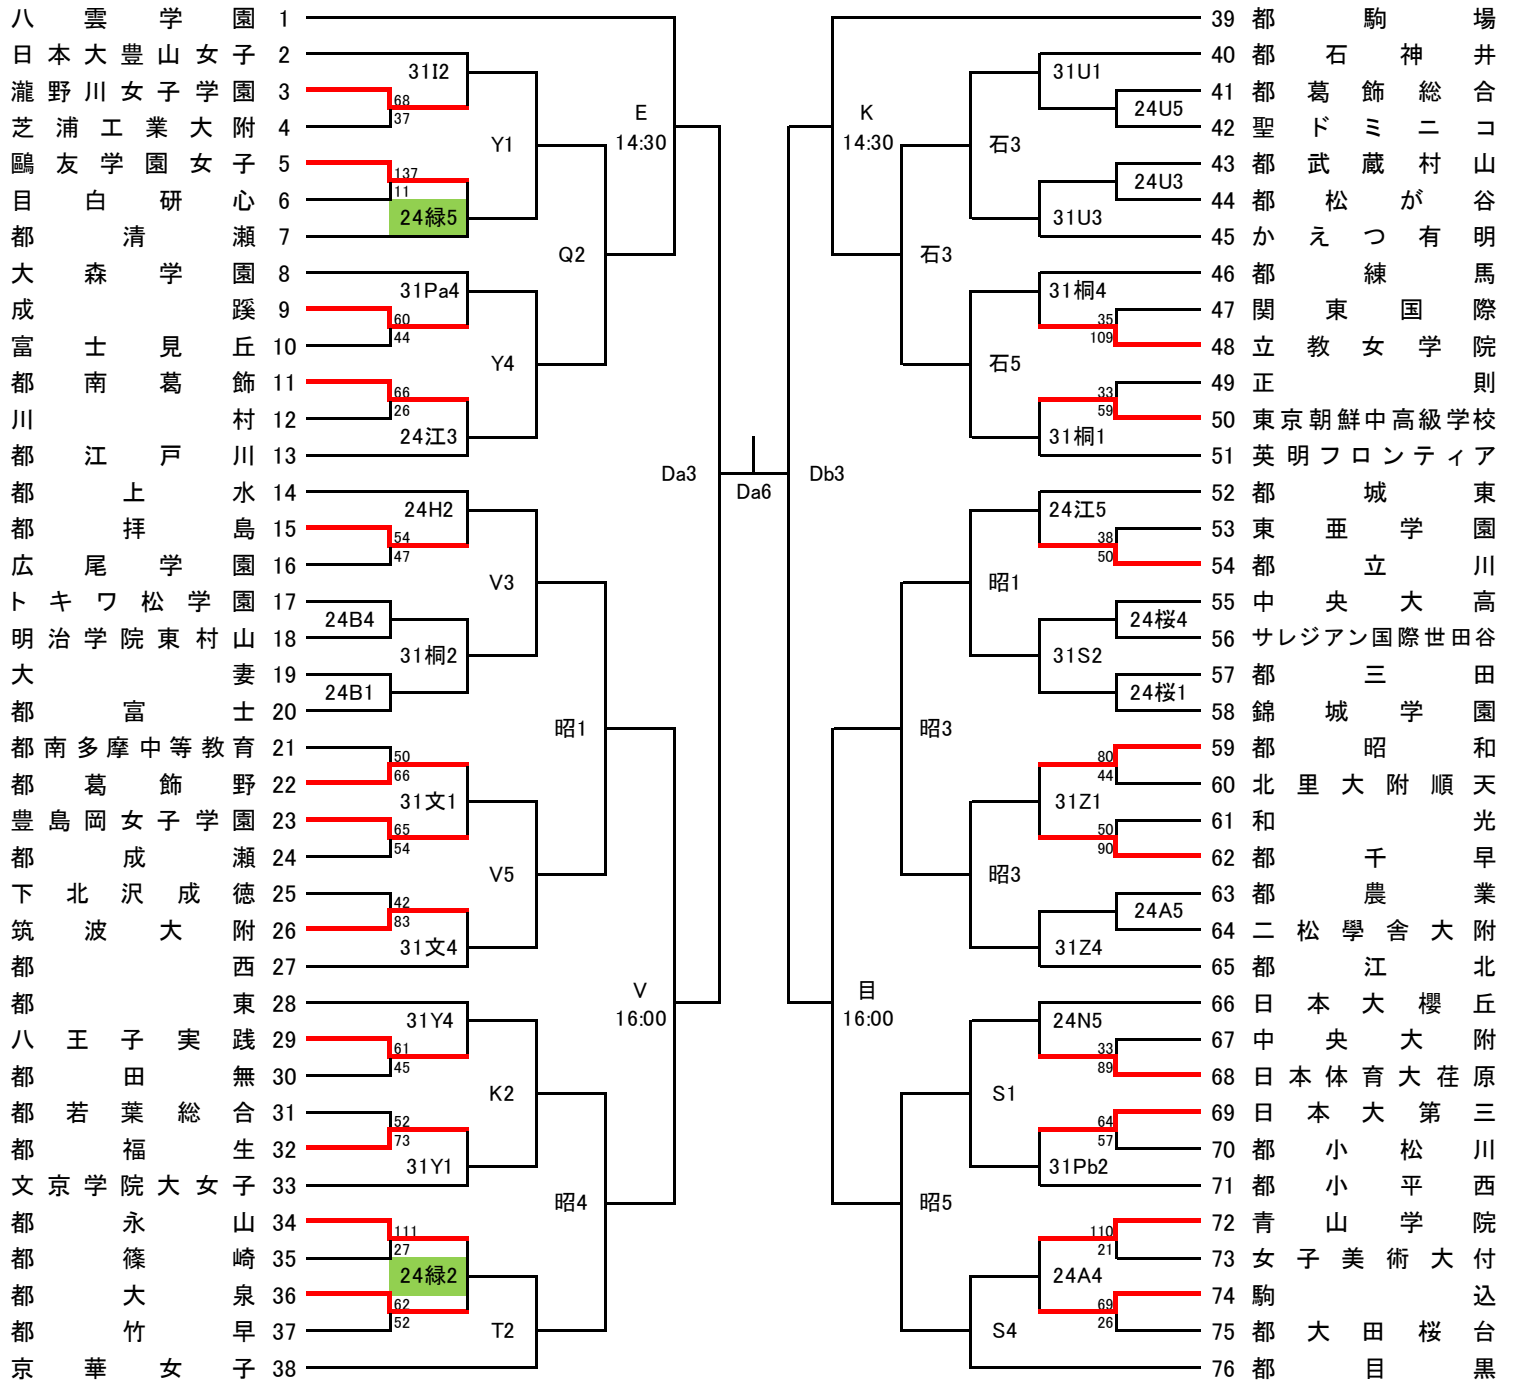 八雲学園 1
日本大豊山女子 2
31I2
瀧野川女子学園 3
68
37
芝浦工業大附 4
Y1
E
14:30
鷗友学園女子 5
137
11
目白研心 6
24緑5
都清瀬 7
Q2
大森学園 8
31Pa4
成蹊 9
60
44
富士見丘 10
Y4
都南葛飾 11
66
26
川村 12
24江3
都江戸川 13
Da3
都上水 14
24H2
都拝島 15
54
47
広尾学園 16
V3
トキワ松学園 17
24B4
明治学院東村山 18
31桐2
大妻 19
24B1
都富士 20
昭1
都南多摩中等教育 21
50
66
都葛飾野 22
31文1
豊島岡女子学園 23
65
54
都成瀬 24
V5
下北沢成徳 25
42
83
筑波大附 26
31文4
都西 27
V
16:00
都東 28
31Y4
八王子実践 29
61
45
都田無 30
K2
都若葉総合 31
52
73
都福生 32
31Y1
文京学院大女子 33
昭4
都永山 34
111
27
都篠崎 35
24緑2
都大泉 36
62
52
都竹早 37
T2
京華女子 38
Da6
39 都駒場
40 都石神井
31U1
41 都葛飾総合
24U5
42 聖ドミニコ
K
14:30
石3
43 都武蔵村山
24U3
44 都松が谷
31U3
45 かえつ有明
石3
46 都練馬
31桐4
47 関東国際
35
109
48 立教女学院
石5
49 正則
33
59
50 東京朝鮮中高級学校
31桐1
51 英明フロンティア
Db3
52 都城東
24江5
53 東亜学園
38
50
54 都立川
昭1
55 中央大高
24桜4
56 サレジアン国際世田谷
31S2
57 都三田
24桜1
58 錦城学園
昭3
59 都昭和
80
44
60 北里大附順天
31Z1
61 和光
50
90
62 都千早
昭3
63 都農業
24A5
64 二松學舎大附
31Z4
65 都江北
目
16:00
66 日本大櫻丘
24N5
67 中央大附
33
89
68 日本体育大荏原
S1
69 日本大第三
64
57
70 都小松川
31Pb2
71 都小平西
昭5
72 青山学院
110
21
73 女子美術大付
24A4
74 駒込
69
26
75 都大田桜台
S4
76 都目黒